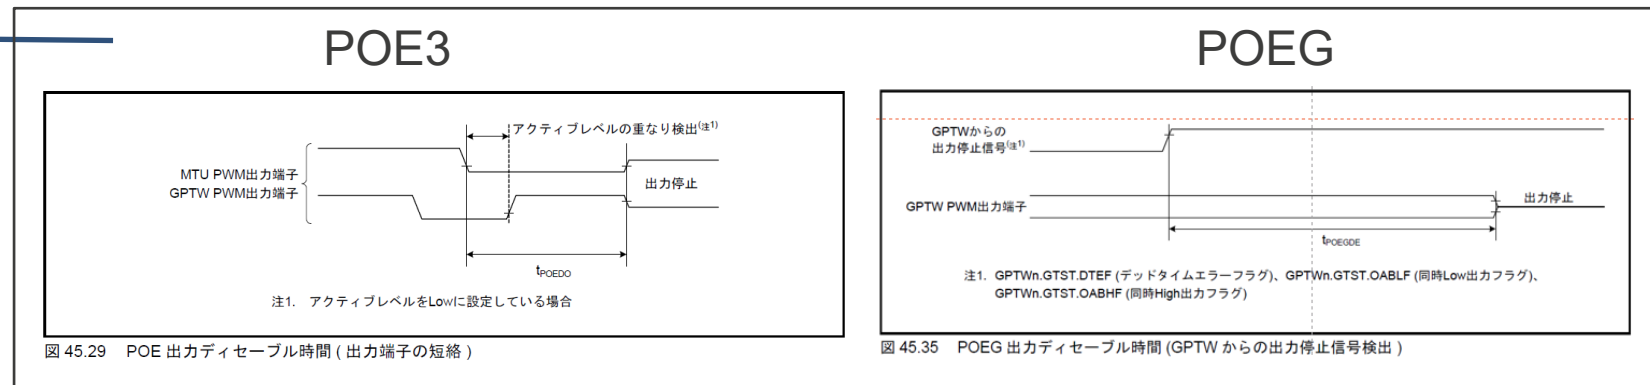 POE3
アクティブレベルの重なり検出(注1)
MTU PWM出力端子
GPTW PWM出力端子
出力停止
tPOEDO
注1. アクティブレベルをLowに設定している場合
図 45.29 POE 出力ディセーブル時間 ( 出力端子の短絡 )
POEG
GPTWからの
出力停止信号(注1)
GPTW PWM出力端子
出力停止
tPOEGDE
注1. GPTWn.GTST.DTEF (デッドタイムエラーフラグ)、GPTWn.GTST.OABLF (同時Low出力フラグ)、
GPTWn.GTST.OABHF (同時High出力フラグ)
図 45.35 POEG 出力ディセーブル時間 (GPTW からの出力停止信号検出 )